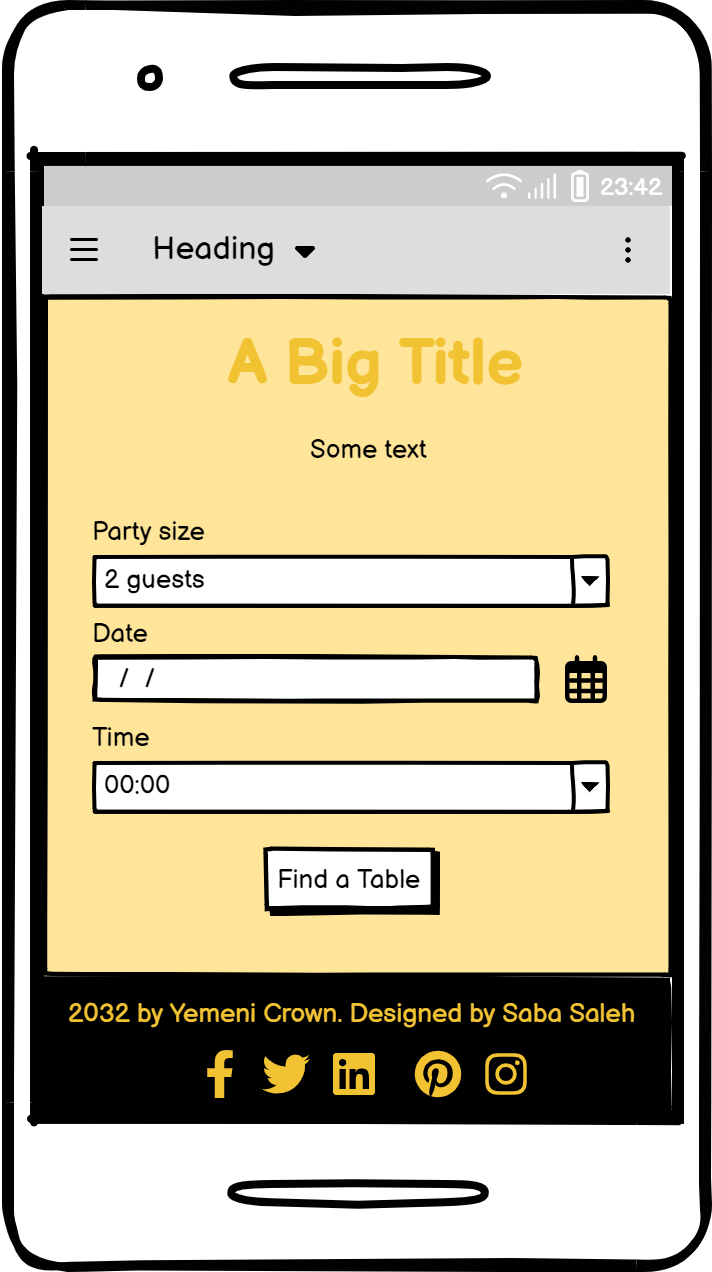 23:42
Heading
A Big Title
Some text
Party size
2 guests
Date
/ /
Time
00:00
Find a Table
2032 by Yemeni Crown. Designed by Saba Saleh
in